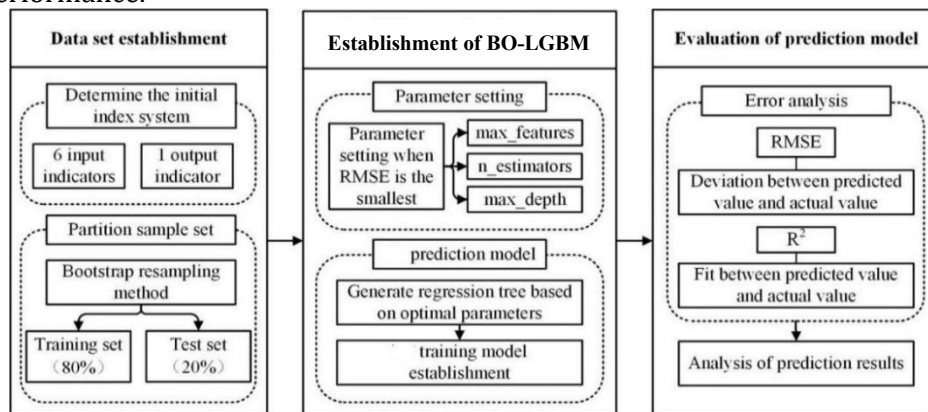 Data set establishment
Determine the initial
index system
6 input
indicators
1 output
indicator
Partition sample set
Bootstrap resampling
method
Training set
（80%）
Test set
（20%）
Establishment of BO-LGBM
Parameter setting
Parameter
setting when
RMSE is the
smallest
max_features
n_estimators
max_depth
prediction model
Generate regression tree based
on optimal parameters
training model
establishment
Evaluation of prediction model
Error analysis
RMSE
Deviation between predicted
value and actual value
R²
Fit between predicted value
and actual value
Analysis of prediction results